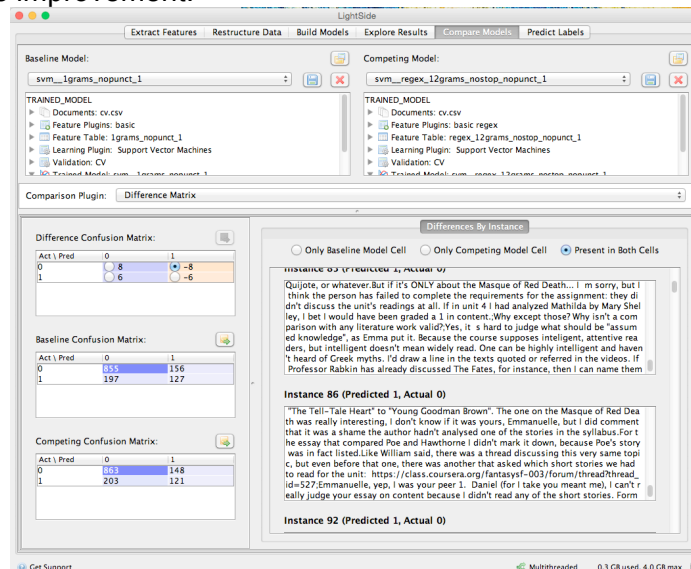 s improvement.
LightSide
Extract Features Restructure Data Build Models Explore Results Compare Models Predict Labels
Baseline Model:
svm__1grams_nopunct_1
TRAINED_MODEL
Documents: cv.csv
Feature Plugins: basic
Feature Table: 1grams_nopunct_1
Learning Plugin: Support Vector Machines
Validation: CV
Competing Model:
svm__regex_12grams_nostop_nopunct_1
TRAINED_MODEL
Documents: cv.csv
Feature Plugins: basic regex
Feature Table: regex_12grams_nostop_nopunct_1
Learning Plugin: Support Vector Machines
Validation: CV
Comparison Plugin: Difference Matrix
Difference Confusion Matrix:
Act \ Pred 0 1
0 8 -8
1 6 -6
Baseline Confusion Matrix:
Act \ Pred 0 1
0 855 156
1 197 127
Competing Confusion Matrix:
Act \ Pred 0 1
0 863 148
1 203 121
Differences By Instance
Only Baseline Model Cell Only Competing Model Cell Present in Both Cells
Instance 85 (Predicted 1, Actual 0)
Quijote, or whatever.But if it's ONLY about the Masque of Red Death... I m sorry, but I
think the person has failed to complete the requirements for the assignment: they di
dn't discuss the unit's readings at all. If in unit 4 I had analyzed Mathilda by Mary Shel
ley, I bet I would have been graded a 1 in content.;Why except those? Why isn't a com
parison with any literature work valid?;Yes, it s hard to judge what should be "assum
ed knowledge", as Emma put it. Because the course supposes inteligent, attentive rea
ders, but intelligent doesn't mean widely read. One can be highly intelligent and haven
't heard of Greek myths. I'd draw a line in the texts quoted or referred in the videos. If
Professor Rabkin has already discussed The Fates, for instance, then I can name them
Instance 86 (Predicted 1, Actual 0)
"The Tell-Tale Heart" to "Young Goodman Brown". The one on the Masque of Red Dea
th was really interesting, I don't know if it was yours, Emmanuelle, but I did comment
that it was a shame the author hadn't analysed one of the stories in the syllabus.For t
he essay that compared Poe and Hawthorne I didn't mark it down, because Poe's story
was in fact listed.Like William said, there was a thread discussing this very same topi
c, but even before that one, there was another that asked which short stories we had
to read for the unit: https://class.coursera.org/fantasysf-003/forum/thread?thread_
id=527;Emmanuelle, yep, I was your peer 1. Daniel (for I take you meant me), I can't r
eally judge your essay on content because I didn't read any of the short stories. Form
Instance 92 (Predicted 1, Actual 0)
Get Support
Multithreaded 0.3 GB used, 4.0 GB max